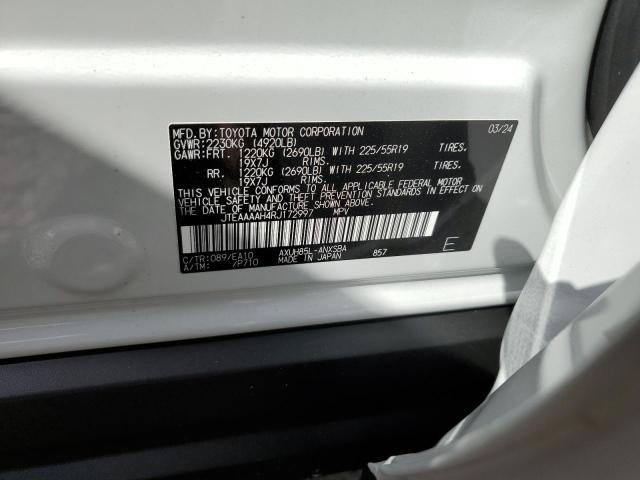 MFD.BY:TOYOTA MOTOR CORPORATION 03/24
GVWR:2230KG (4920LB)
GAWR:FRT. 1220KG (2690LB) WITH 225/55R19 TIRES.
19X7J RIMS.
RR. 1220KG (2690LB) WITH 225/55R19 TIRES.
19X7J RIMS.
THIS VEHICLE CONFORMS TO ALL APPLICABLE FEDERAL MOTOR
VEHICLE SAFETY AND BUMPER STANDARDS IN EFFECT ON THE
DATE OF MANUFACTURE SHOWN ABOVE.
JTEAAAAH4RJ172997 MPV
C/TR:089/EA10 AXUH85L-ANXSBA 857 E
A/TM: /P710 MADE IN JAPAN